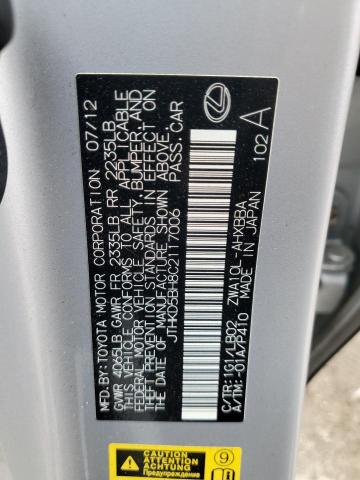 MFD.BY:TOYOTA MOTOR CORPORATION 07/12
GVWR 4065LB GAWR FR 2335LB RR 2235LB
THIS VEHICLE CONFORMS TO ALL APPLICABLE
FEDERAL MOTOR VEHICLE SAFETY, BUMPER, AND
THEFT PREVENTION STANDARDS IN EFFECT ON
THE DATE OF MANUFACTURE SHOWN ABOVE.
JTHKD5BH8C2117006 PASS.CAR
C/TR:1G1/LB02 ZWA10L-AHXBBA
A/TM:-01A/P410 MADE IN JAPAN
102 A
CAUTION
ATTENTION
Предупреждение
9